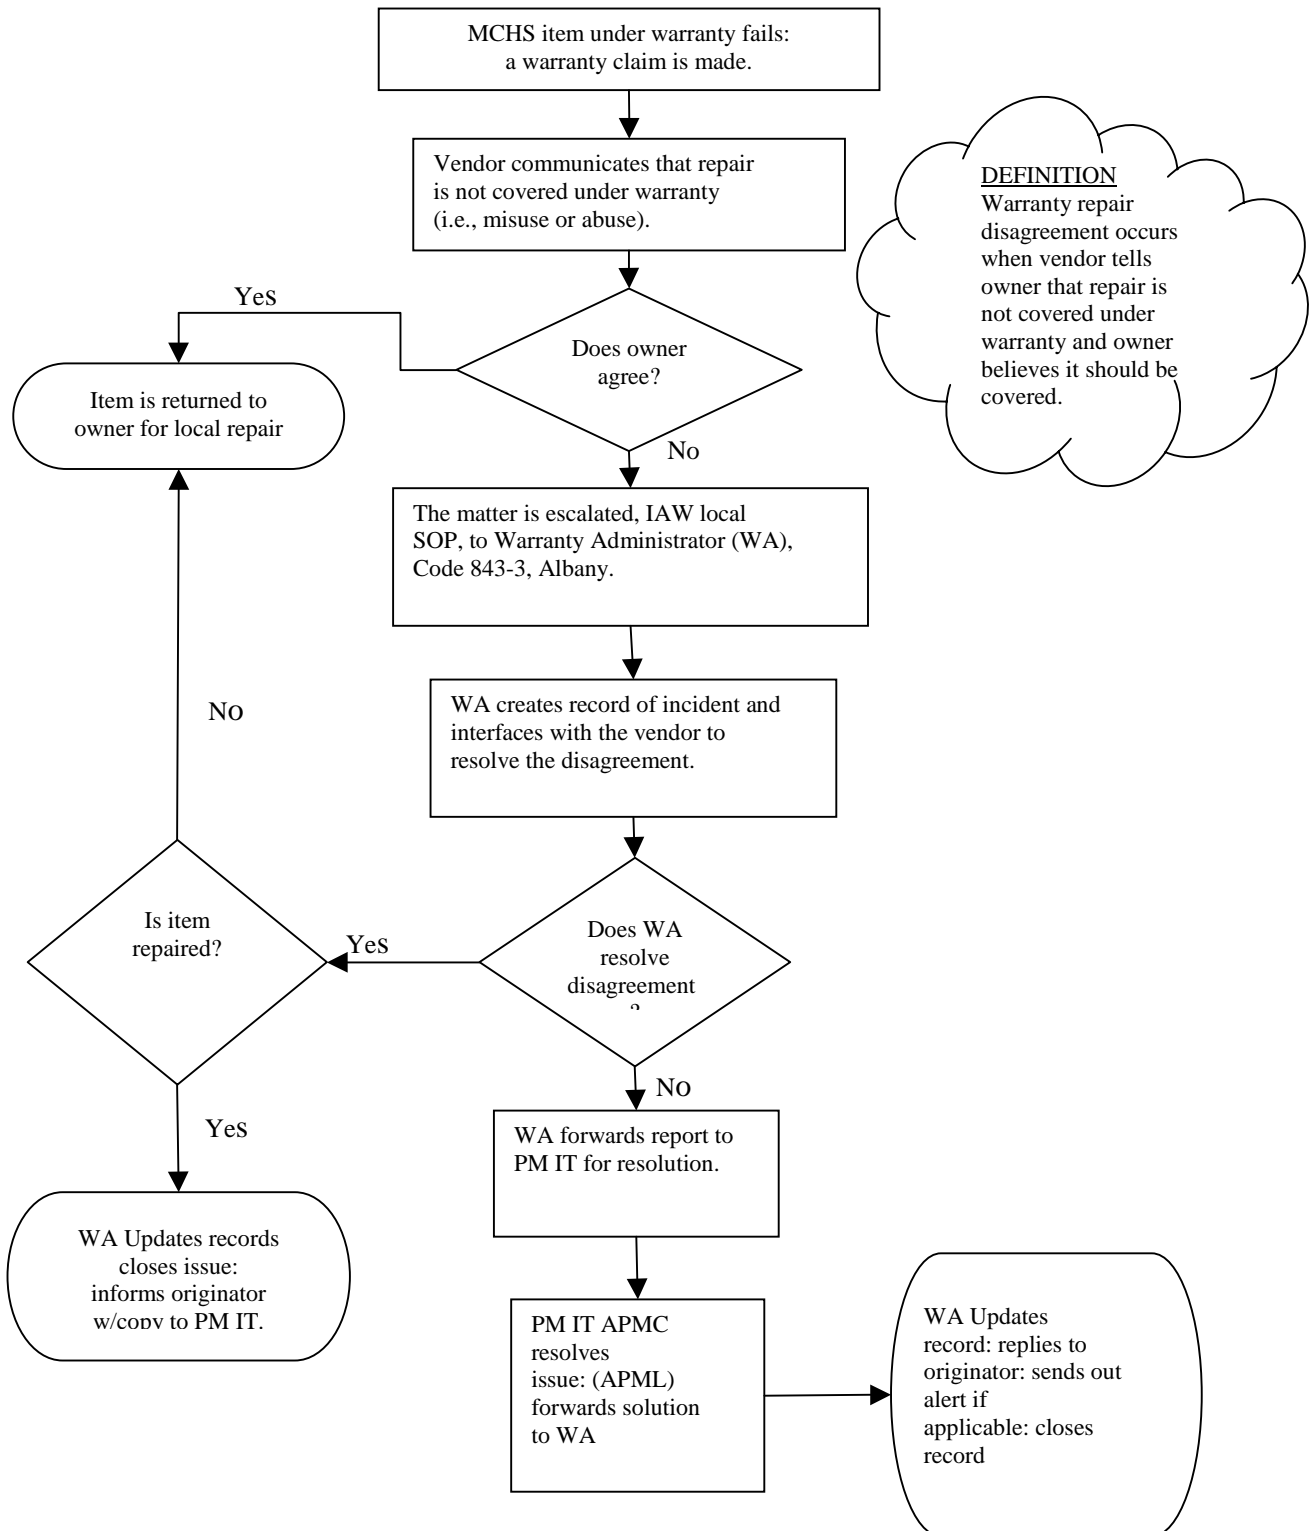 MCHS item under warranty fails:
a warranty claim is made.
Vendor communicates that repair
is not covered under warranty
(i.e., misuse or abuse).
DEFINITION
Warranty repair
disagreement occurs
when vendor tells
owner that repair is
not covered under
warranty and owner
believes it should be
covered.
Yes
Does owner
agree?
Item is returned to
owner for local repair
No
The matter is escalated, IAW local
SOP, to Warranty Administrator (WA),
Code 843-3, Albany.
WA creates record of incident and
interfaces with the vendor to
resolve the disagreement.
No
Is item
repaired?
Yes
Does WA
resolve
disagreement
?
No
Yes
WA forwards report to
PM IT for resolution.
WA Updates records
closes issue:
informs originator
w/copy to PM IT.
PM IT APMC
resolves
issue: (APML)
forwards solution
to WA
WA Updates
record: replies to
originator: sends out
alert if
applicable: closes
record